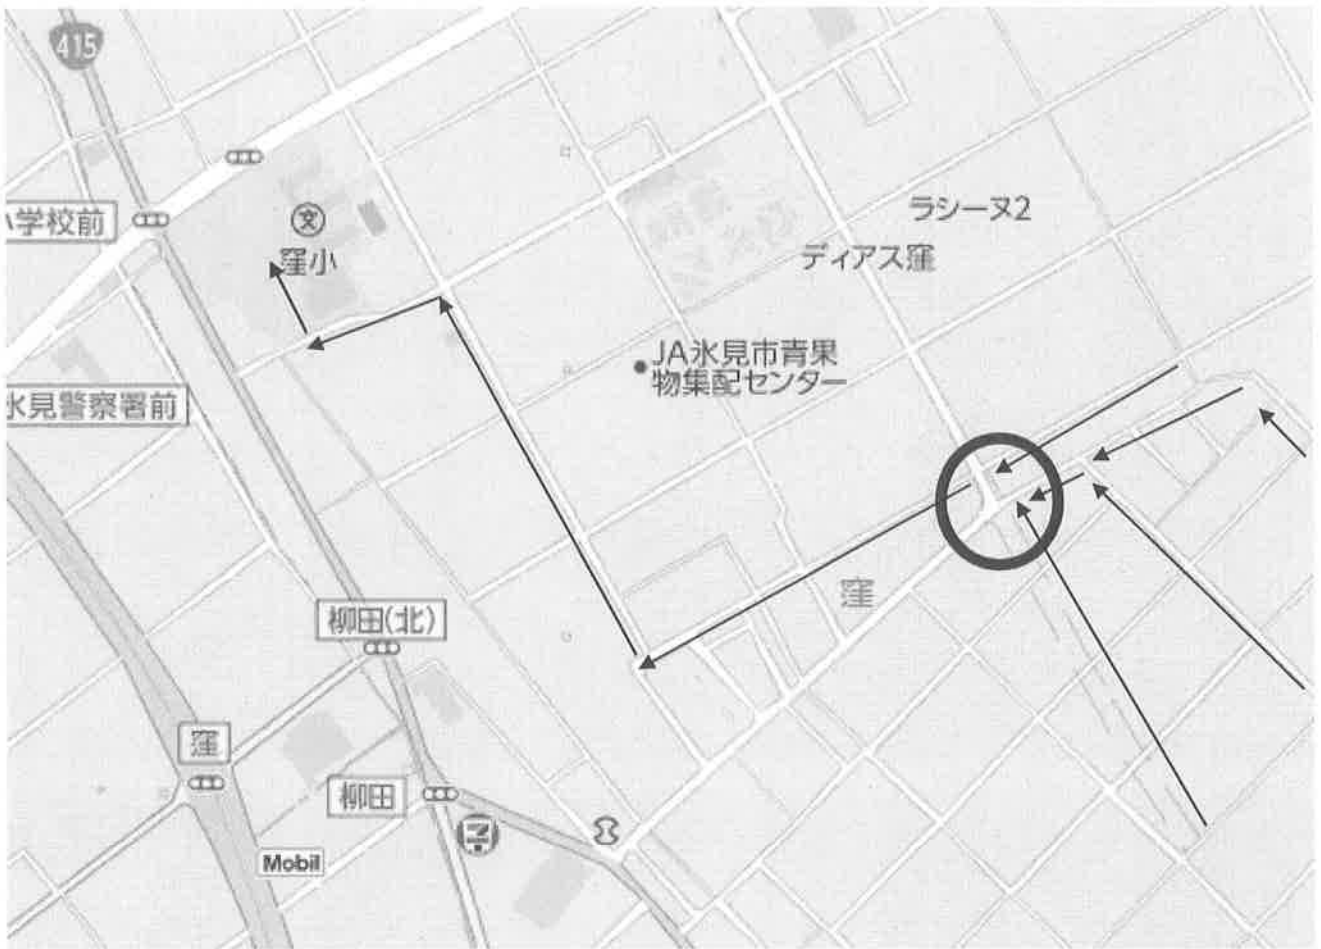 415
小学校前
文
窪小
ラシーヌ2
ディアス窪
JA氷見市青果
物集配センター
氷見警察署前
窪
柳田(北)
窪
柳田
Mobil